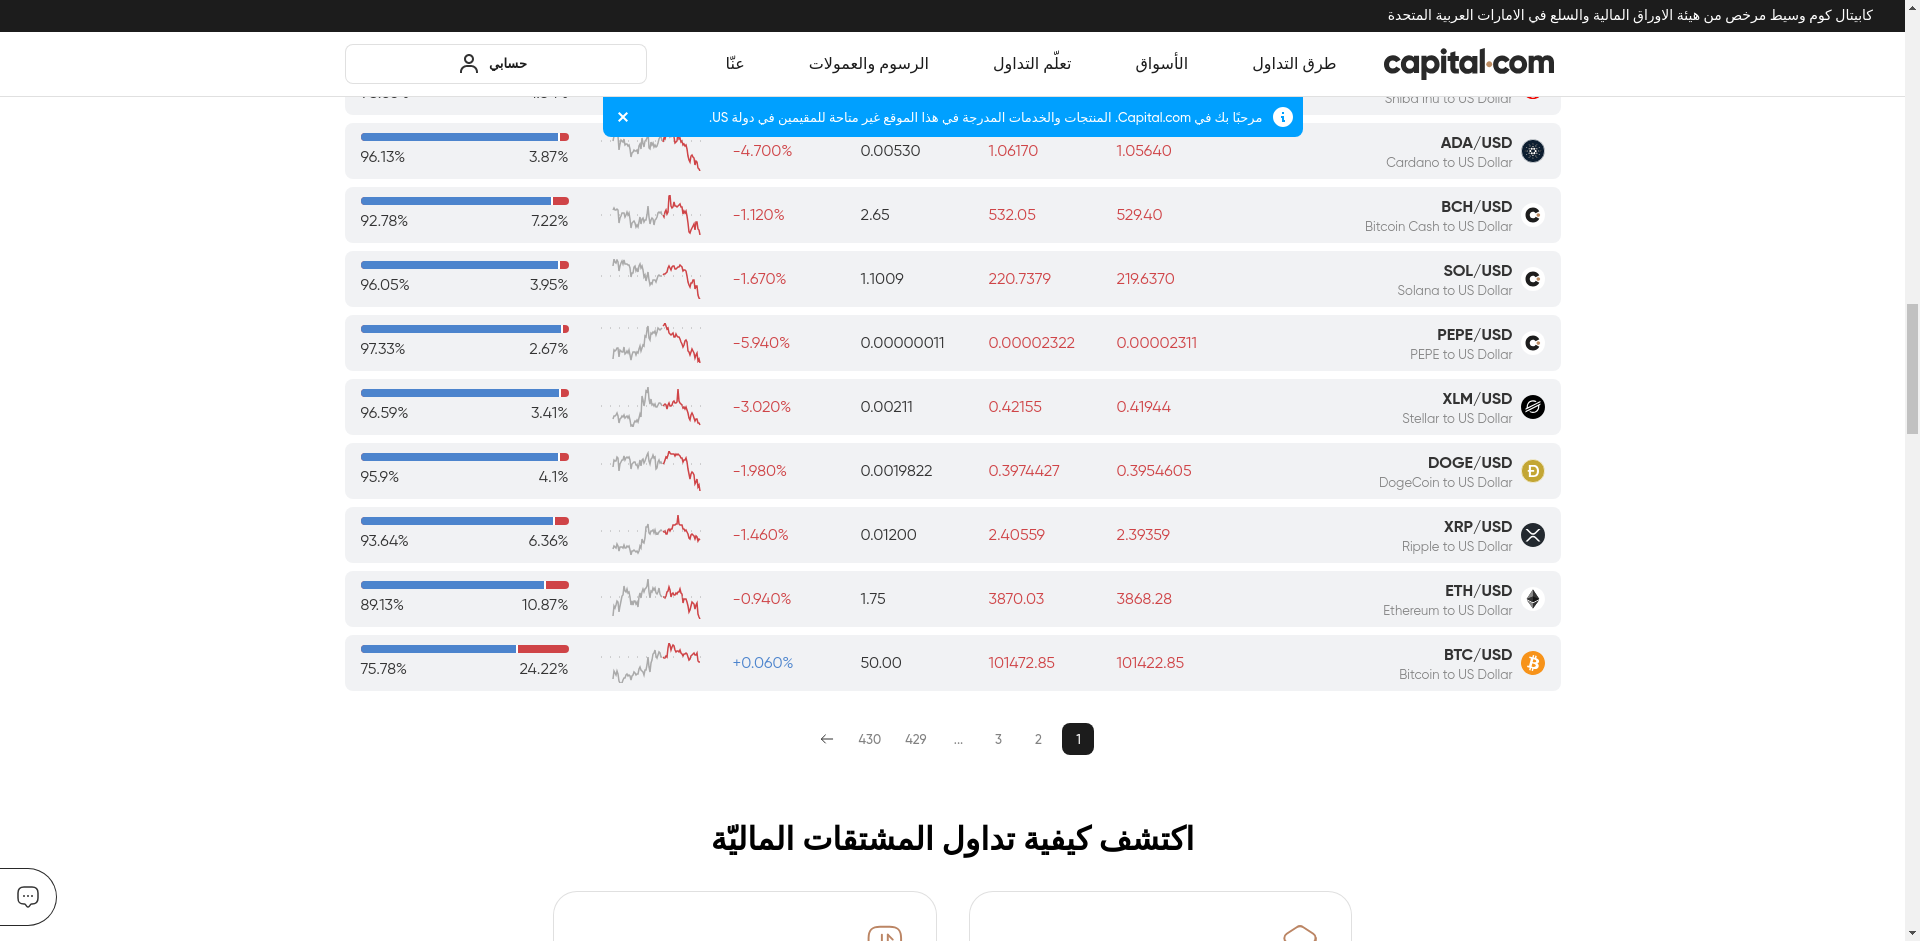 كابيتال كوم وسيط مرخص من هيئة الاوراق المالية والسلع في الامارات العربية المتحدة
capital.com
طرق التداول
الأسواق
تعلّم التداول
الرسوم والعمولات
عنّا
حسابي
مرحبًا بك في Capital.com. المنتجات والخدمات المدرجة في هذا الموقع غير متاحة للمقيمين في دولة US.
Shiba Inu to US Dollar
ADA/USD
Cardano to US Dollar
1.05640
1.06170
0.00530
-4.700%
3.87%
96.13%
BCH/USD
Bitcoin Cash to US Dollar
529.40
532.05
2.65
-1.120%
7.22%
92.78%
SOL/USD
Solana to US Dollar
219.6370
220.7379
1.1009
-1.670%
3.95%
96.05%
PEPE/USD
PEPE to US Dollar
0.00002311
0.00002322
0.00000011
-5.940%
2.67%
97.33%
XLM/USD
Stellar to US Dollar
0.41944
0.42155
0.00211
-3.020%
3.41%
96.59%
DOGE/USD
DogeCoin to US Dollar
0.3954605
0.3974427
0.0019822
-1.980%
4.1%
95.9%
XRP/USD
Ripple to US Dollar
2.39359
2.40559
0.01200
-1.460%
6.36%
93.64%
ETH/USD
Ethereum to US Dollar
3868.28
3870.03
1.75
-0.940%
10.87%
89.13%
BTC/USD
Bitcoin to US Dollar
101422.85
101472.85
50.00
+0.060%
24.22%
75.78%
1
2
3
...
429
430
اكتشف كيفية تداول المشتقات الماليّة